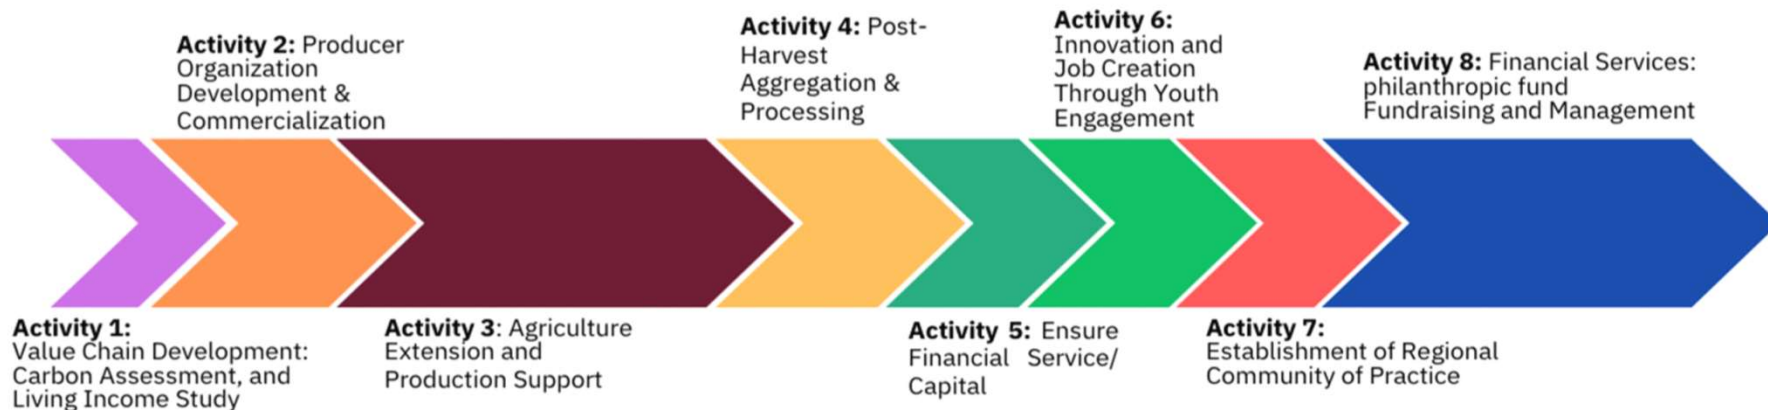 Activity 1:
Value Chain Development:
Carbon Assessment, and
Living Income Study
Activity 2: Producer
Organization
Development &
Commercialization
Activity 3: Agriculture
Extension and
Production Support
Activity 4: Post-
Harvest
Aggregation &
Processing
Activity 5: Ensure
Financial Service/
Capital
Activity 6:
Innovation and
Job Creation
Through Youth
Engagement
Activity 7:
Establishment of Regional
Community of Practice
Activity 8: Financial Services:
philanthropic fund
Fundraising and Management